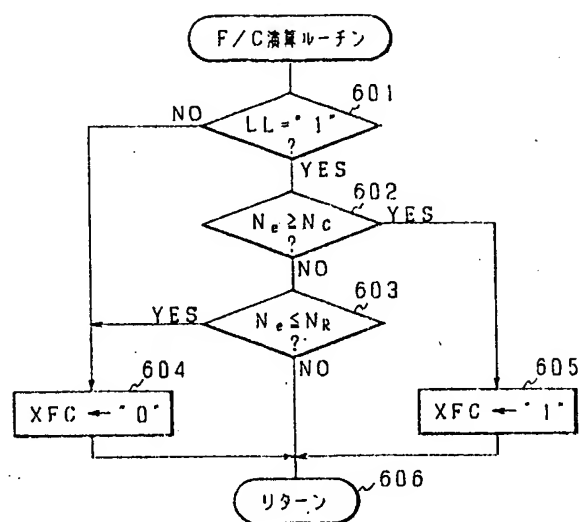 F/C演算ルーチン
601
NO
LL="1"
?
YES
602
Ne≥NC
?
YES
NO
603
YES
Ne≤NR
?
NO
604
XFC←"0"
605
XFC←"1"
606
リターン